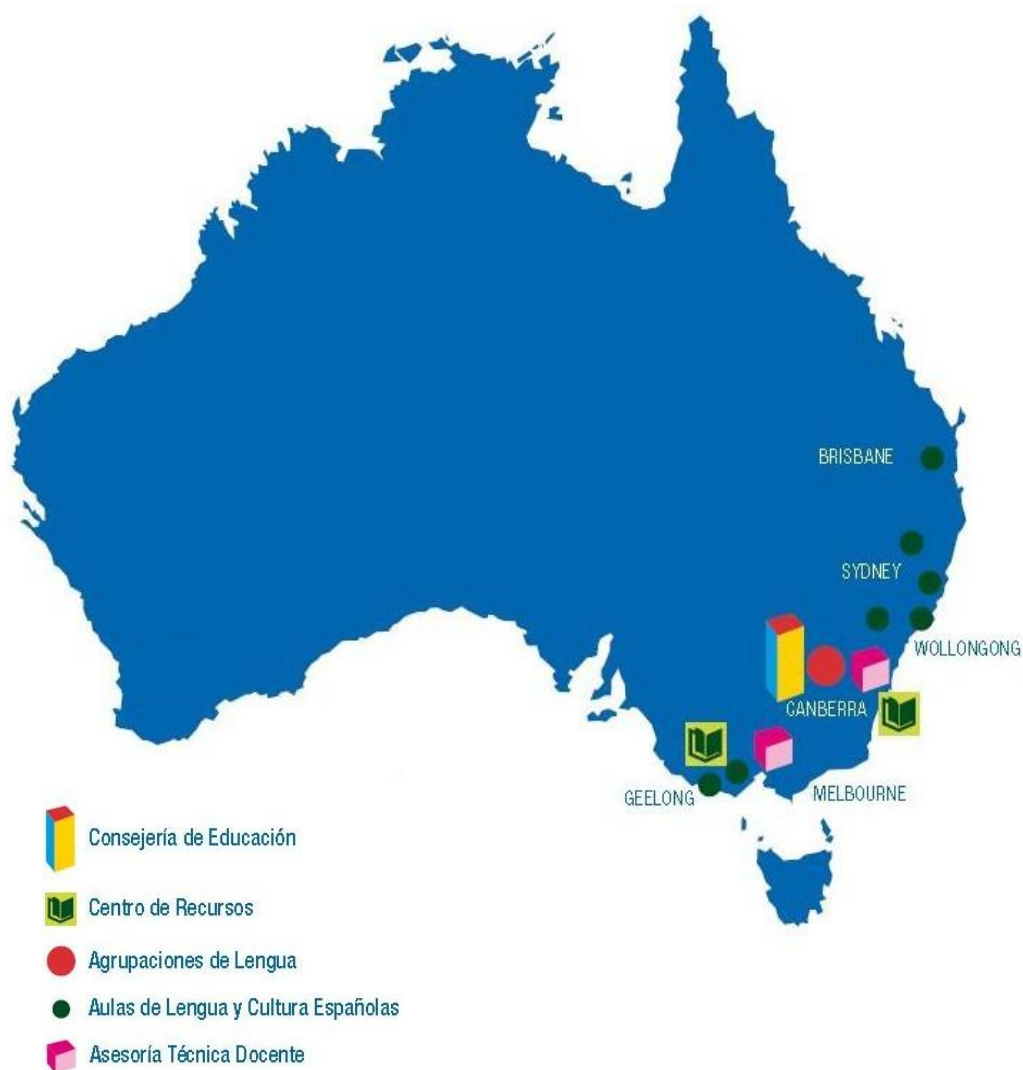 BRISBANE
SYDNEY
WOLLONGONG
CANBERRA
GEELONG
MELBOURNE
Consejería de Educación
Centro de Recursos
Agrupaciones de Lengua
Aulas de Lengua y Cultura Españolas
Asesoría Técnica Docente